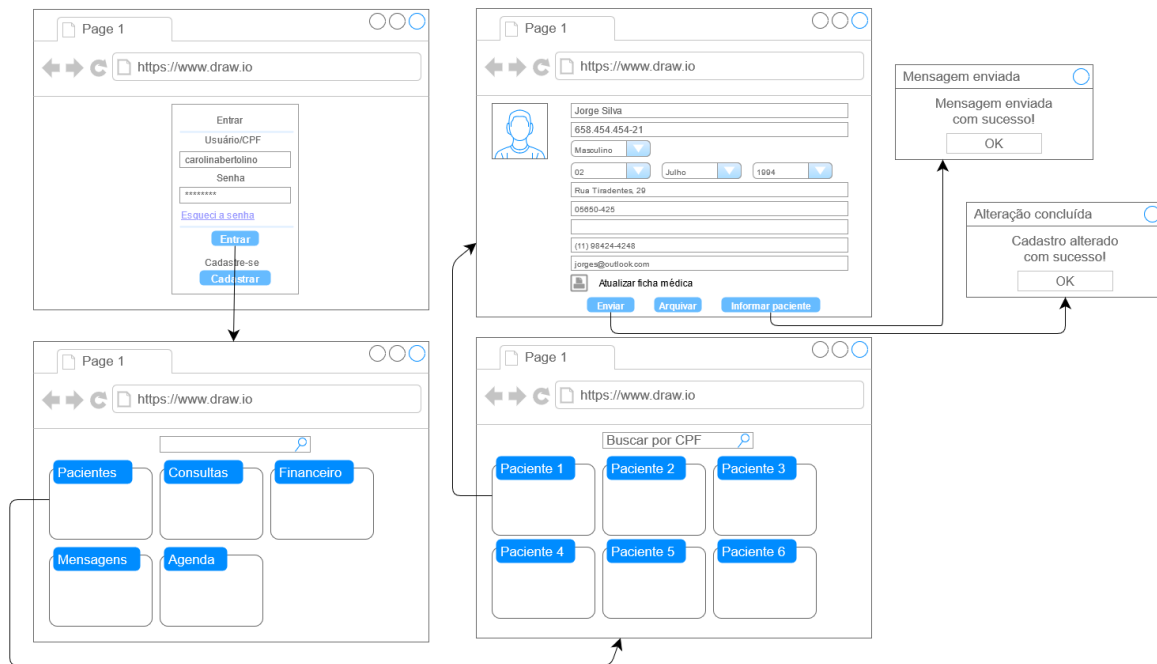 Page 1
https://www.draw.io
Entrar
Usuário/CPF
carolinabertolino
Senha
********
Esqueci a senha
Entrar
Cadastre-se
Cadastrar
Page 1
https://www.draw.io
Jorge Silva
658.454.454-21
Masculino
02 Julho 1994
Rua Tiradentes, 29
05650-425
(11) 98424-4248
jorges@outlook.com
Atualizar ficha médica
Enviar Arquivar Informar paciente
Mensagem enviada
Mensagem enviada
com sucesso!
OK
Alteração concluída
Cadastro alterado
com sucesso!
OK
Page 1
https://www.draw.io
Pacientes Consultas Financeiro
Mensagens Agenda
Page 1
https://www.draw.io
Buscar por CPF
Paciente 1 Paciente 2 Paciente 3
Paciente 4 Paciente 5 Paciente 6